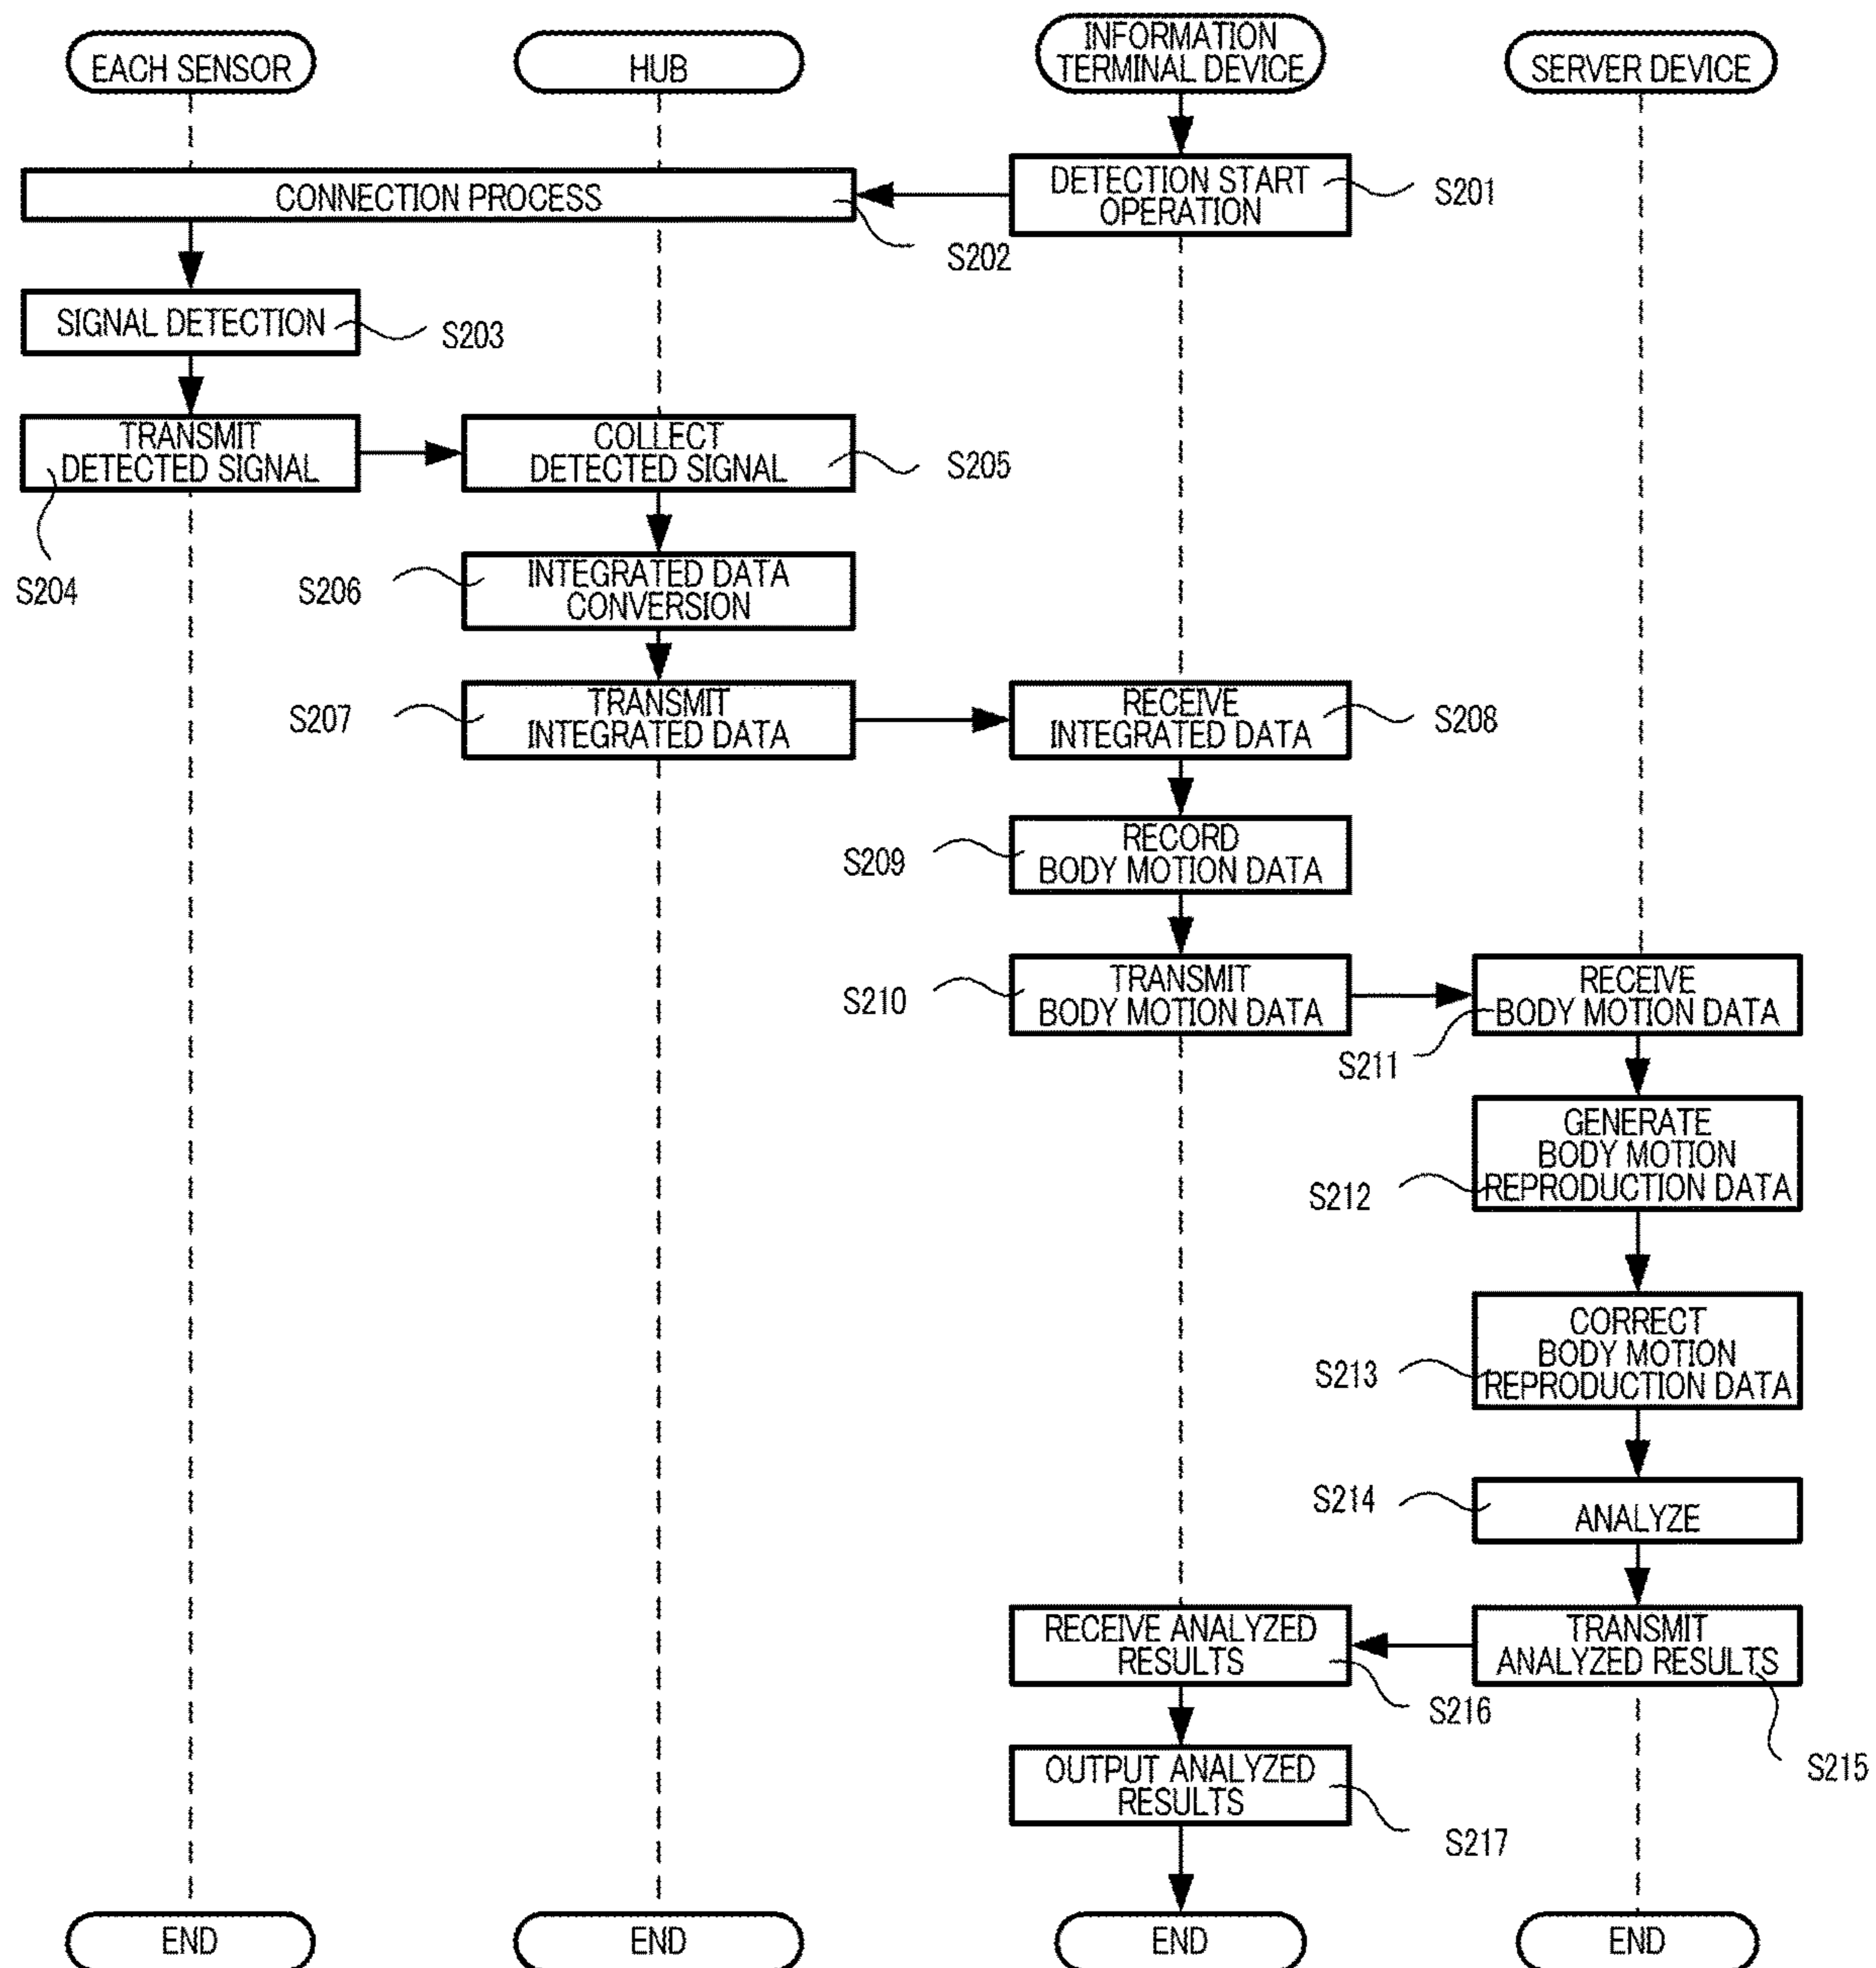 EACH SENSOR
HUB
INFORMATION
TERMINAL DEVICE
SERVER DEVICE
DETECTION START
OPERATION
S201
CONNECTION PROCESS
S202
SIGNAL DETECTION
S203
TRANSMIT
DETECTED SIGNAL
S204
COLLECT
DETECTED SIGNAL
S205
S206
INTEGRATED DATA
CONVERSION
S207
TRANSMIT
INTEGRATED DATA
RECEIVE
INTEGRATED DATA
S208
S209
RECORD
BODY MOTION DATA
S210
TRANSMIT
BODY MOTION DATA
RECEIVE
BODY MOTION DATA
S211
GENERATE
BODY MOTION
REPRODUCTION DATA
S212
CORRECT
BODY MOTION
REPRODUCTION DATA
S213
S214
ANALYZE
RECEIVE ANALYZED
RESULTS
TRANSMIT
ANALYZED RESULTS
S216
S215
OUTPUT ANALYZED
RESULTS
S217
END
END
END
END